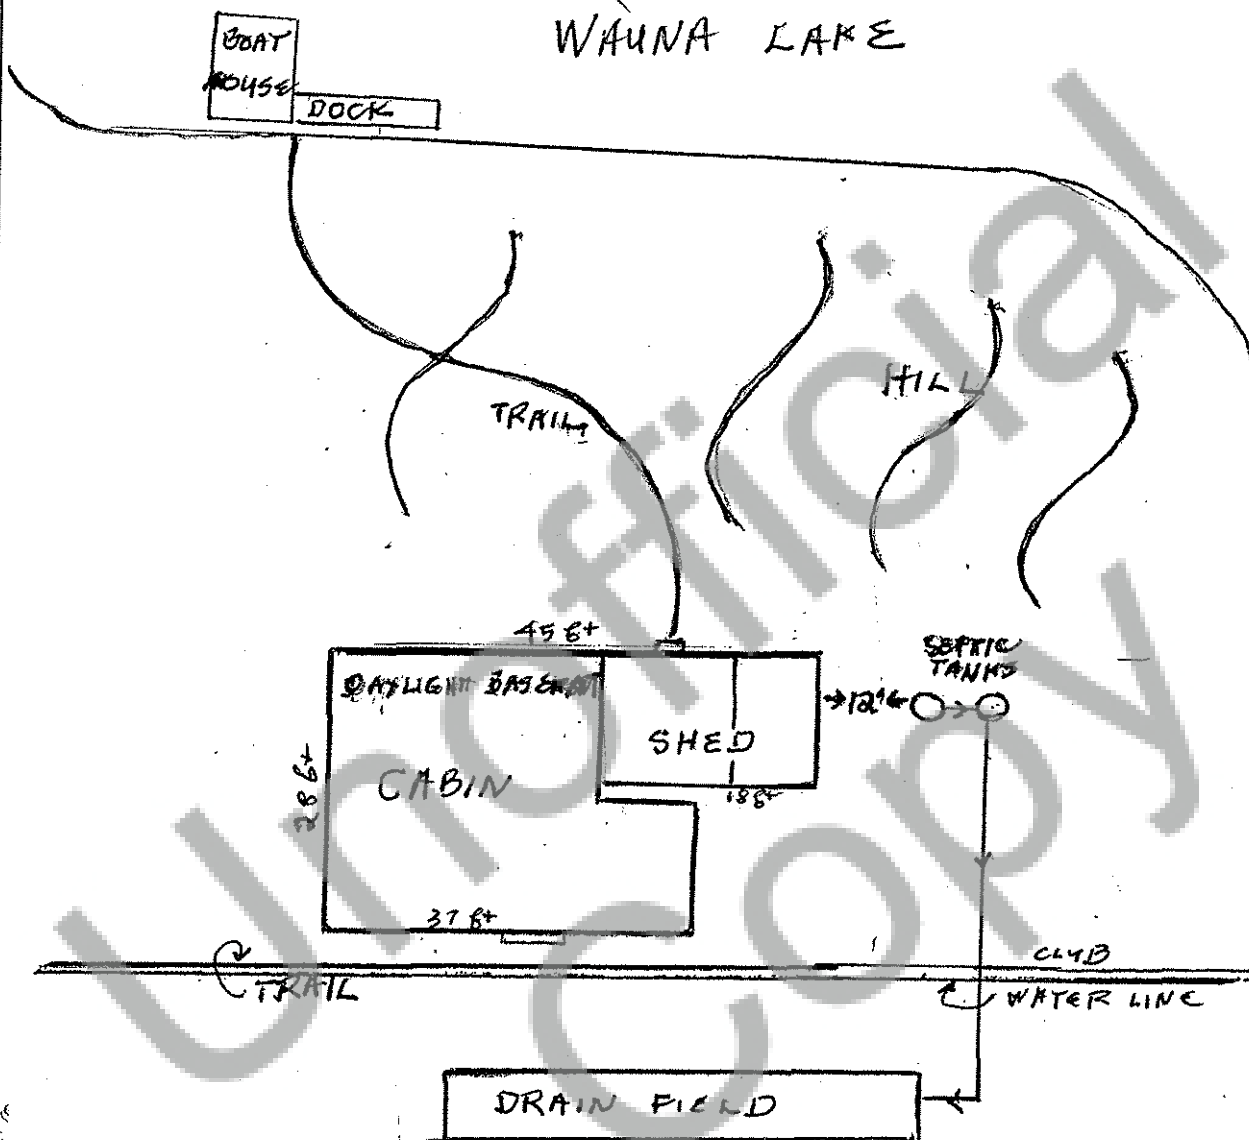 WAUNA LAKE
BOAT
HOUSE
DOCK
TRAIL
HILL
45 ft
DAYLIGHT BASEMENT
SEPTIC
TANKS
12'
SHED
CABIN
28 ft
18 ft
37 ft
CLUB
TRAIL
WATER LINE
DRAIN FIELD
Unofficial
Copy